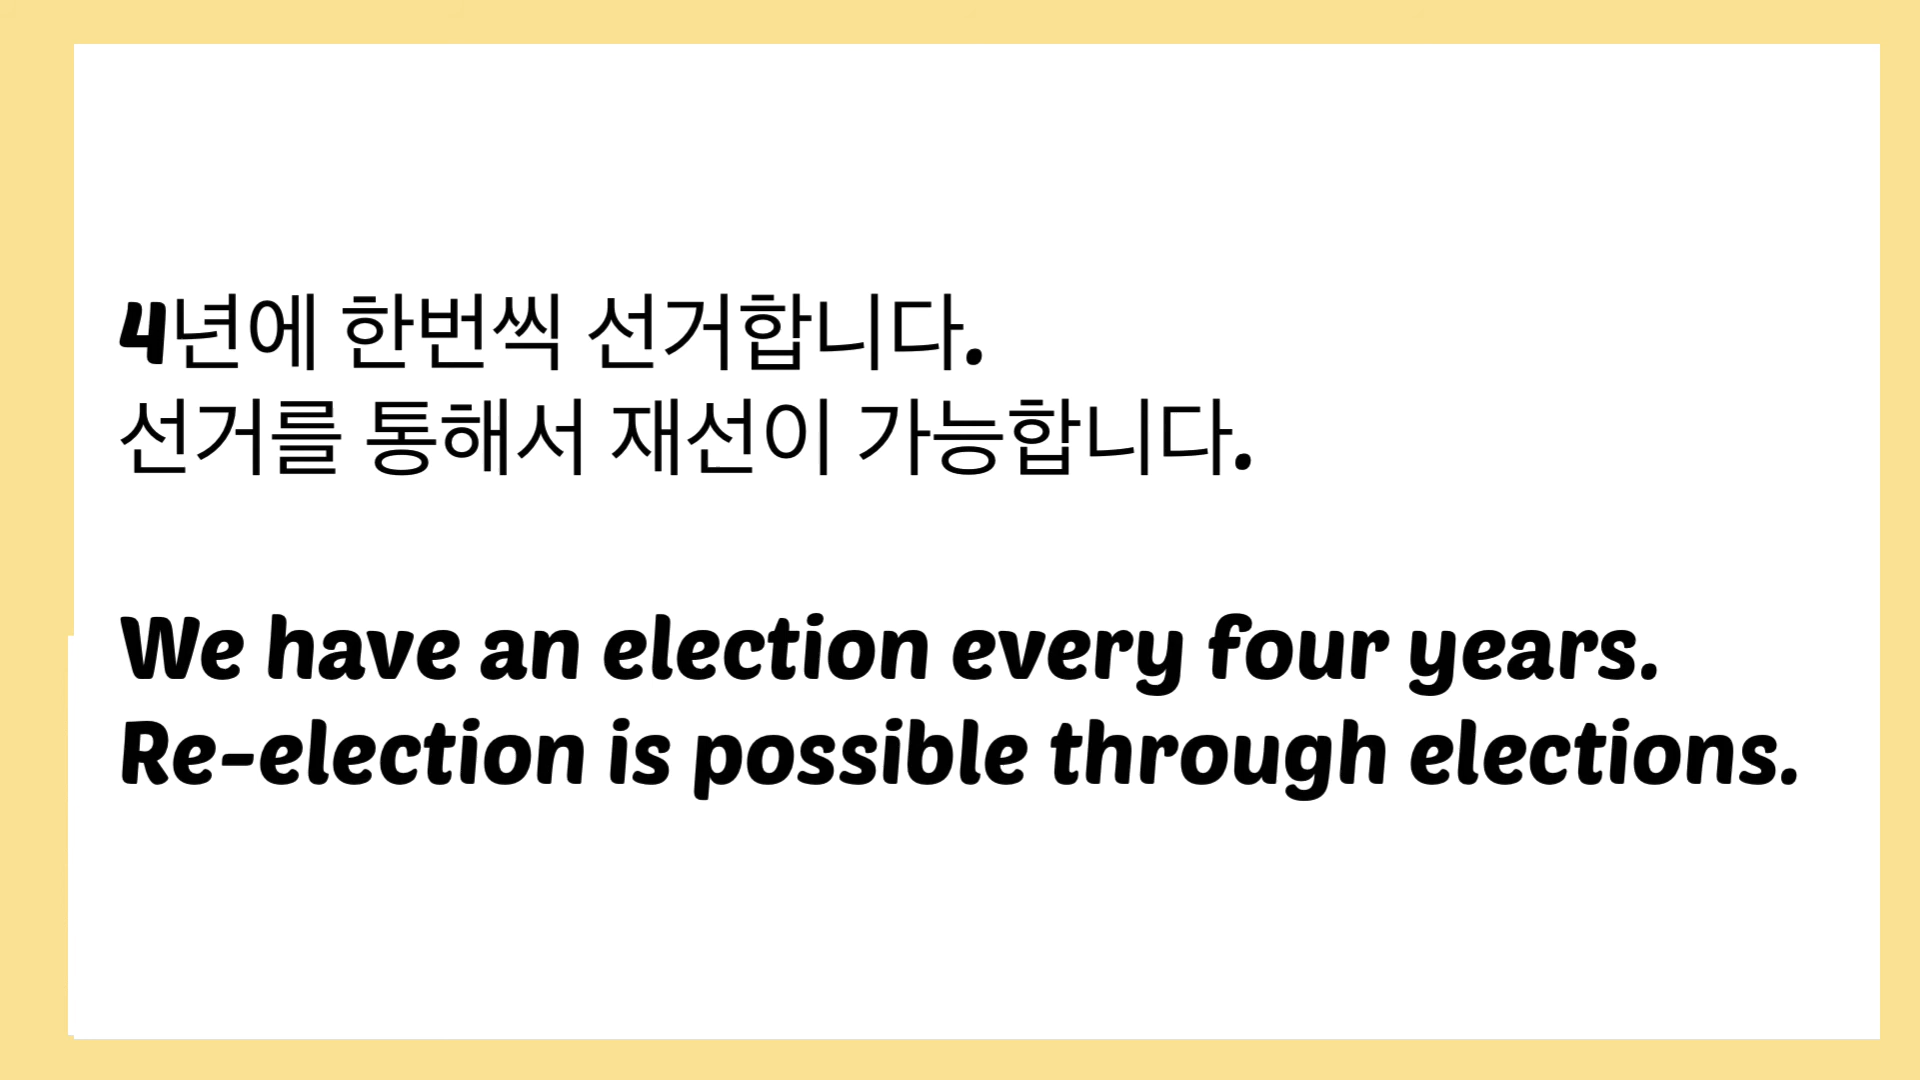 4년에 한번씩 선거합니다.
선거를 통해서 재선이 가능합니다.
We have an election every four years.
Re-election is possible through elections.